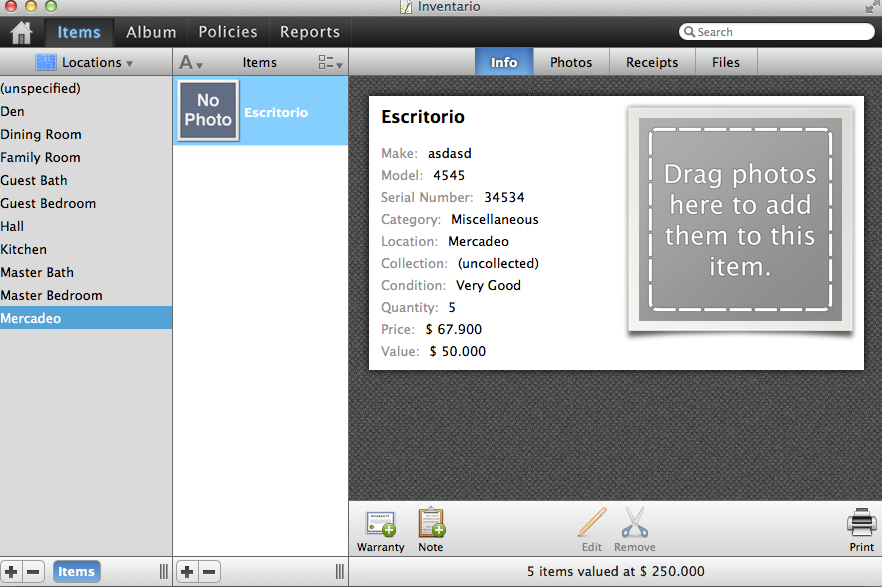 Inventario
Items Album Policies Reports Search
Locations
A Items
Info Photos Receipts Files
(unspecified)
Den
Dining Room
Family Room
Guest Bath
Guest Bedroom
Hall
Kitchen
Master Bath
Master Bedroom
Mercadeo
No
Photo
Escritorio
Escritorio
Make: asdasd
Model: 4545
Serial Number: 34534
Category: Miscellaneous
Location: Mercadeo
Collection: (uncollected)
Condition: Very Good
Quantity: 5
Price: $ 67.900
Value: $ 50.000
Drag photos
here to add
them to this
item.
WARRANTY
Warranty Note Edit Remove Print
Items
5 items valued at $ 250.000